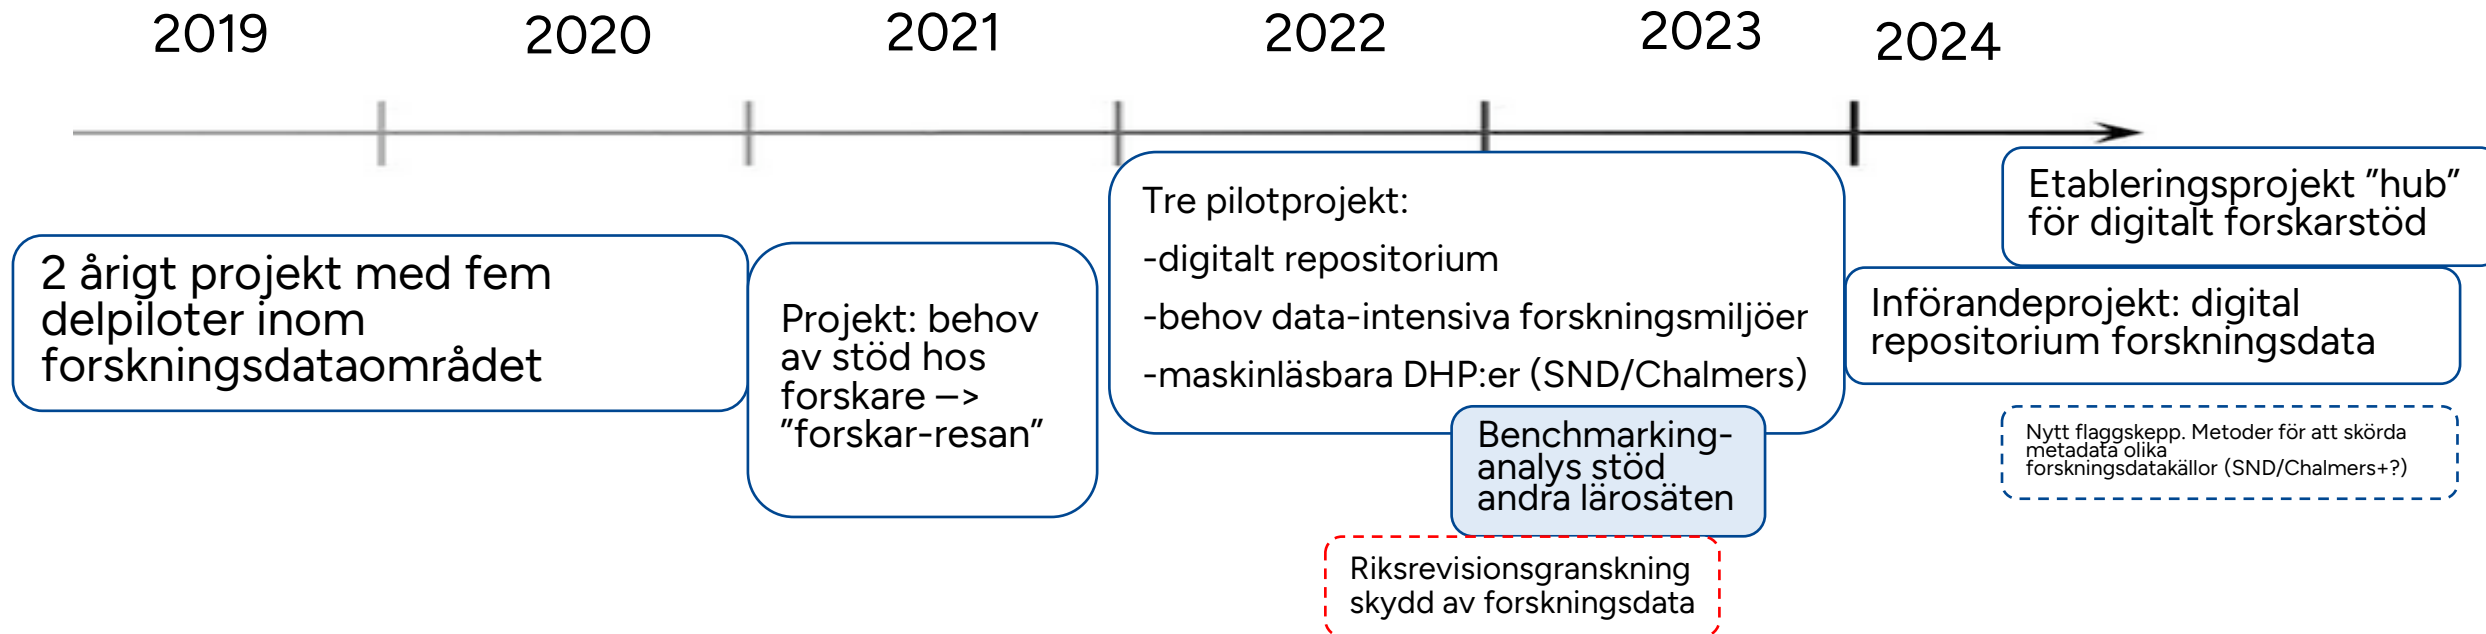 2019
2020
2021
2022
2023
2024
2 årigt projekt med fem
delpiloter inom
forskningsdataområdet
Projekt: behov
av stöd hos
forskare –>
”forskar-resan”
Tre pilotprojekt:
-digitalt repositorium
-behov data-intensiva forskningsmiljöer
-maskinläsbara DHP:er (SND/Chalmers)
Benchmarking-
analys stöd
andra lärosäten
Riksrevisionsgranskning
skydd av forskningsdata
Etableringsprojekt ”hub”
för digitalt forskarstöd
Införandeprojekt: digital
repositorium forskningsdata
Nytt flaggskepp. Metoder för att skörda
metadata olika
forskningsdatakällor (SND/Chalmers+?)